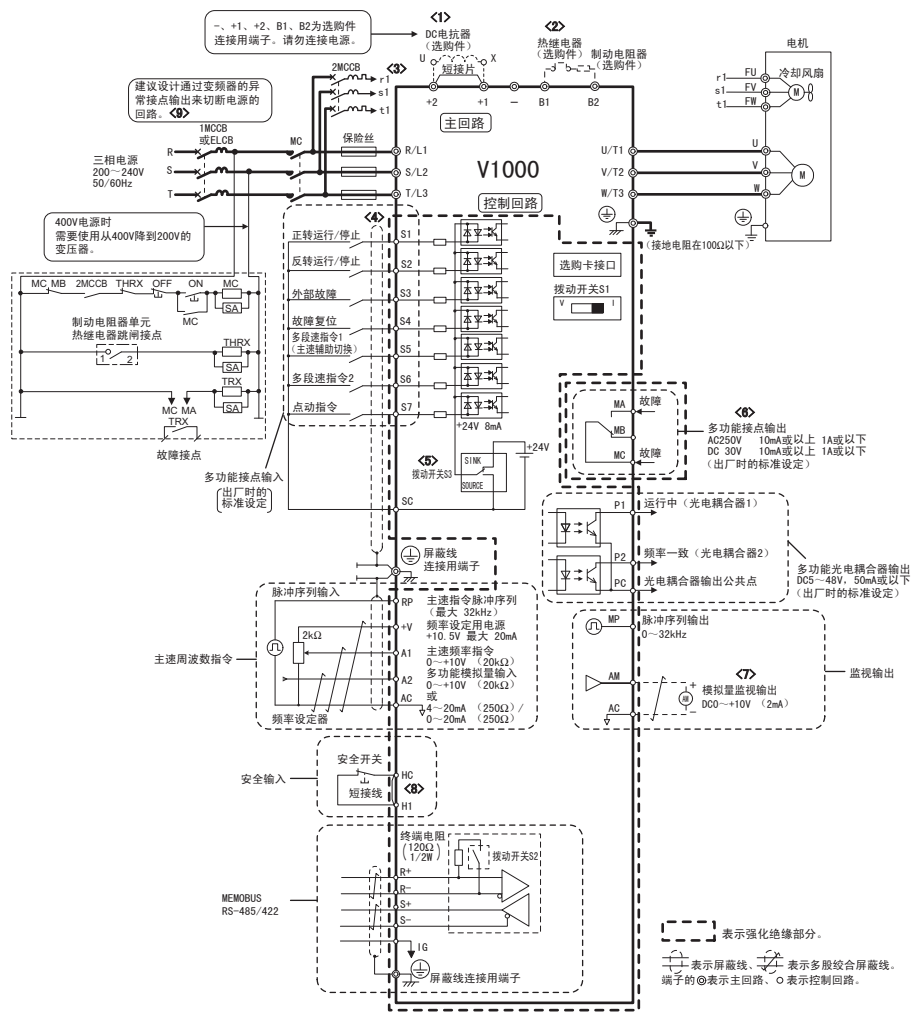 -、+1、+2、B1、B2为选购件
连接用端子。请勿连接电源。
<1>
DC电抗器
(选购件)
U
X
短接片
<2>
热继电器
(选购件)
制动电阻器
(选购件)
电机
2MCCB
<3>
r1
s1
t1
+2
+1
-
B1
B2
主回路
r1
FU
s1
FV
t1
FW
冷却风扇
M
建议设计通过变频器的异
常接点输出来切断电源的
回路。<9>
1MCCB
或ELCB
MC
保险丝
三相电源
200~240V
50/60Hz
R
S
T
R/L1
S/L2
T/L3
V1000
控制回路
U/T1
V/T2
W/T3
U
V
W
M
(接地电阻在100Ω以下)
400V电源时
需要使用从400V降到200V的
变压器。
<4>
正转运行/停止
S1
反转运行/停止
S2
外部故障
S3
故障复位
S4
多段速指令1
(主速辅助切换)
S5
多段速指令2
S6
点动指令
S7
+24V 8mA
选购卡接口
拨动开关S1
V
I
MC MB
2MCCB
THRX
OFF
ON
MC
SA
MC
制动电阻器单元
热继电器跳闸接点
1
2
THRX
SA
TRX
SA
MC MA
TRX
故障接点
多功能接点输入
(出厂时的
标准设定)
<5>
拨动开关S3
SINK
SOURCE
+24V
SC
MA
故障
MB
MC
故障
<6>
多功能接点输出
AC250V 10mA或以上 1A或以下
DC 30V 10mA或以上 1A或以下
(出厂时的标准设定)
P1
运行中(光电耦合器1)
P2
频率一致(光电耦合器2)
PC
光电耦合器输出公共点
多功能光电耦合器输出
DC5~48V, 50mA或以下
(出厂时的标准设定)
屏蔽线
连接用端子
脉冲序列输入
RP
主速指令脉冲序列
(最大 32kHz)
2kΩ
+V
频率设定用电源
+10.5V 最大 20mA
主速周波数指令
A1
主速频率指令
0~+10V (20kΩ)
A2
多功能模拟量输入
0~+10V (20kΩ)
或
AC
4~20mA (250Ω)/
0~20mA (250Ω)
频率设定器
MP
脉冲序列输出
0~32kHz
监视输出
AM
<7>
+
AM
-
模拟量监视输出
DC0~+10V (2mA)
AC
安全输入
安全开关
短接线
HC
<8>
H1
终端电阻
(120Ω
1/2W)
拨动开关S2
MEMOBUS
RS-485/422
R+
R-
S+
S-
IG
屏蔽线连接用端子
表示强化绝缘部分。
表示屏蔽线、
表示多股绞合屏蔽线。
端子的◎表示主回路、○表示控制回路。